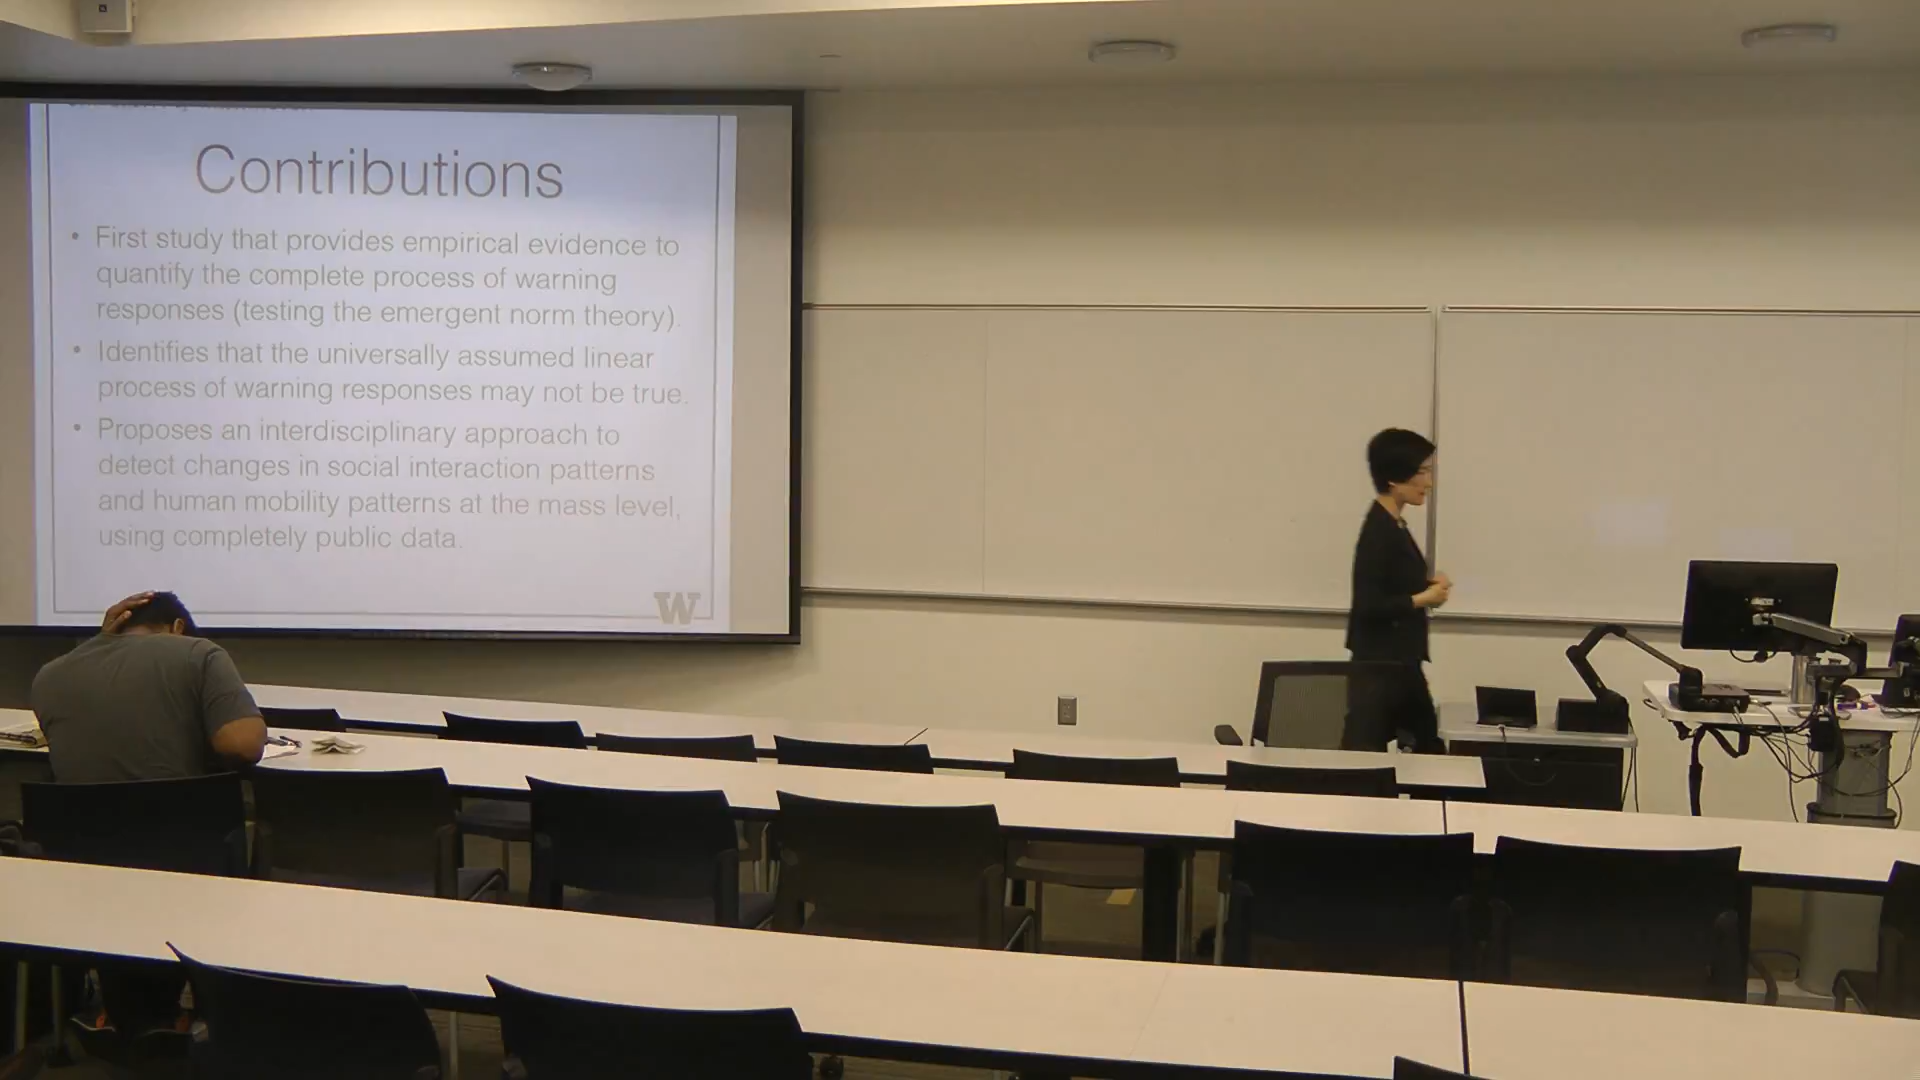 Contributions
• First study that provides empirical evidence to
quantify the complete process of warning
responses (testing the emergent norm theory).
• Identifies that the universally assumed linear
process of warning responses may not be true.
• Proposes an interdisciplinary approach to
detect changes in social interaction patterns
and human mobility patterns at the mass level,
using completely public data.
W